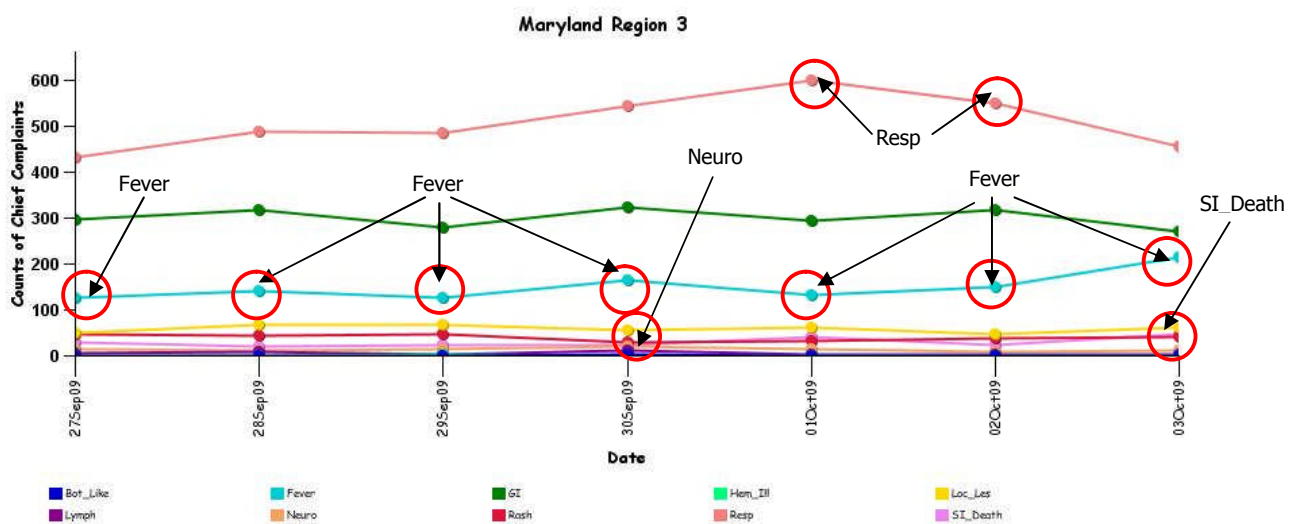 Maryland Region 3
Counts of Chief Complaints
600
500
400
300
200
100
0
Resp
Neuro
Fever
Fever
Fever
SI_Death
27Sep09
28Sep09
29Sep09
30Sep09
01Oct09
02Oct09
03Oct09
Date
Bot_Like Fever GI Hem_Ill Loc_Les
Lymph Neuro Rash Resp SI_Death